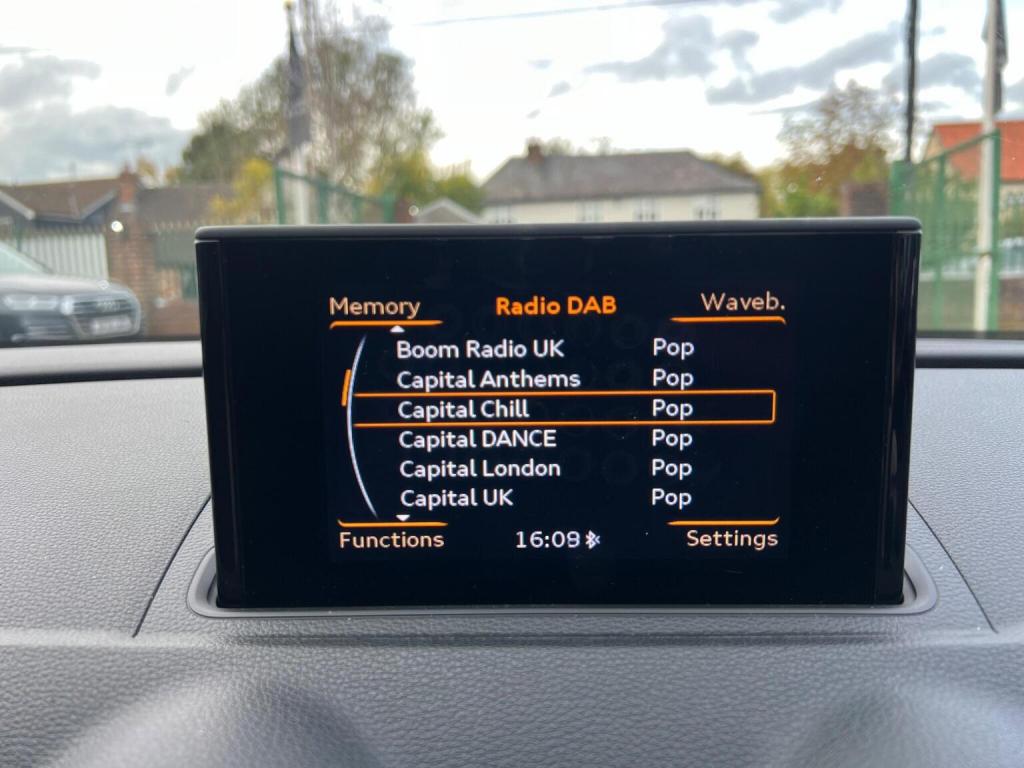 Memory Radio DAB Waveb.
Boom Radio UK Pop
Capital Anthems Pop
Capital Chill Pop
Capital DANCE Pop
Capital London Pop
Capital UK Pop
Functions 16:09 Settings